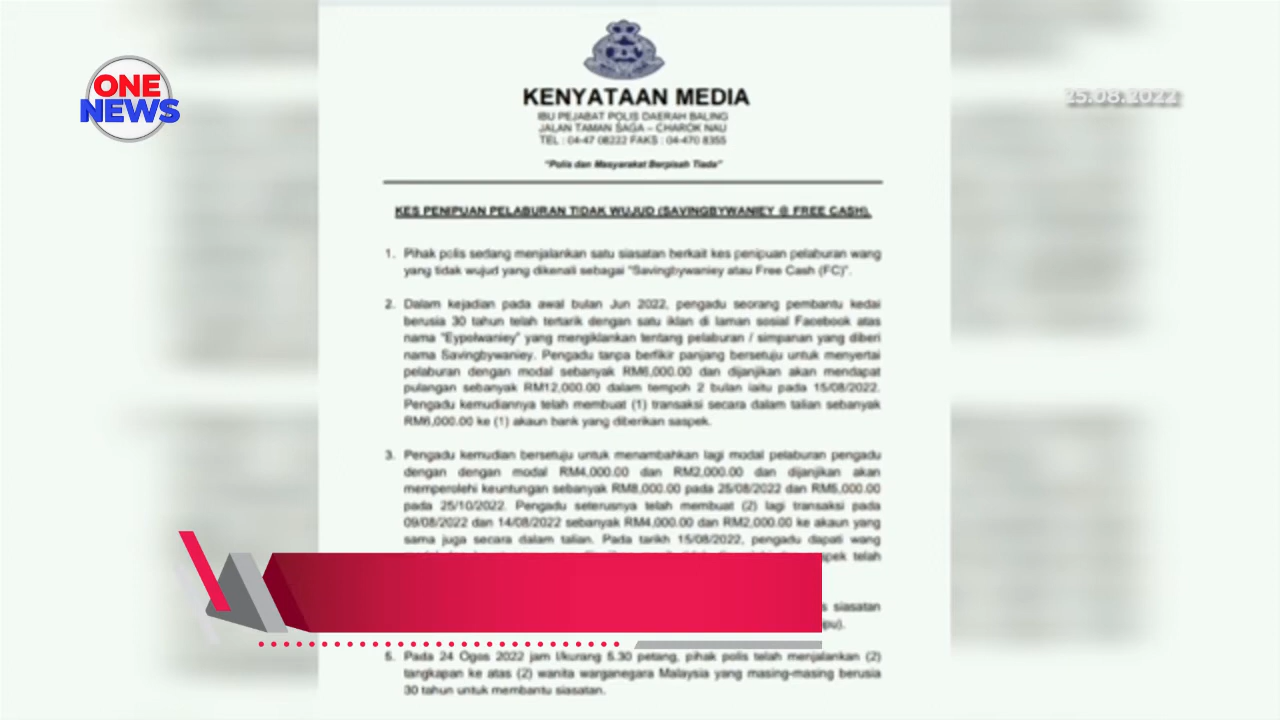 ONE
NEWS
25.08.2022
KENYATAAN MEDIA
IBU PEJABAT POLIS DAERAH BALING
JALAN TAMAN SAGA – CHAROK NAU
TEL : 04-47 08222 FAKS : 04-470 8355
"Polis dan Masyarakat Berpisah Tiada"
KES PENIPUAN PELABURAN TIDAK WUJUD (SAVINGBYWANIEY @ FREE CASH).
1. Pihak polis sedang menjalankan satu siasatan berkait kes penipuan pelaburan wang
yang tidak wujud yang dikenali sebagai "Savingbywaniey atau Free Cash (FC)".
2. Dalam kejadian pada awal bulan Jun 2022, pengadu seorang pembantu kedai
berusia 30 tahun telah tertarik dengan satu iklan di laman sosial Facebook atas
nama "Eypolwaniey" yang mengiklankan tentang pelaburan / simpanan yang diberi
nama Savingbywaniey. Pengadu tanpa berfikir panjang bersetuju untuk menyertai
pelaburan dengan modal sebanyak RM6,000.00 dan dijanjikan akan mendapat
pulangan sebanyak RM12,000.00 dalam tempoh 2 bulan iaitu pada 15/08/2022.
Pengadu kemudiannya telah membuat (1) transaksi secara dalam talian sebanyak
RM6,000.00 ke (1) akaun bank yang diberikan saspek.
3. Pengadu kemudian bersetuju untuk menambahkan lagi modal pelaburan pengadu
dengan dengan modal RM4,000.00 dan RM2,000.00 dan dijanjikan akan
memperolehi keuntungan sebanyak RM8,000.00 pada 25/08/2022 dan RM5,000.00
pada 25/10/2022. Pengadu seterusnya telah membuat (2) lagi transaksi pada
09/08/2022 dan 14/08/2022 sebanyak RM4,000.00 dan RM2,000.00 ke akaun yang
sama juga secara dalam talian. Pada tarikh 15/08/2022, pengadu dapati wang
telah
siasatan
5. Pada 24 Ogos 2022 jam l/kurang 5.30 petang, pihak polis telah menjalankan (2)
tangkapan ke atas (2) wanita warganegara Malaysia yang masing-masing berusia
30 tahun untuk membantu siasatan.